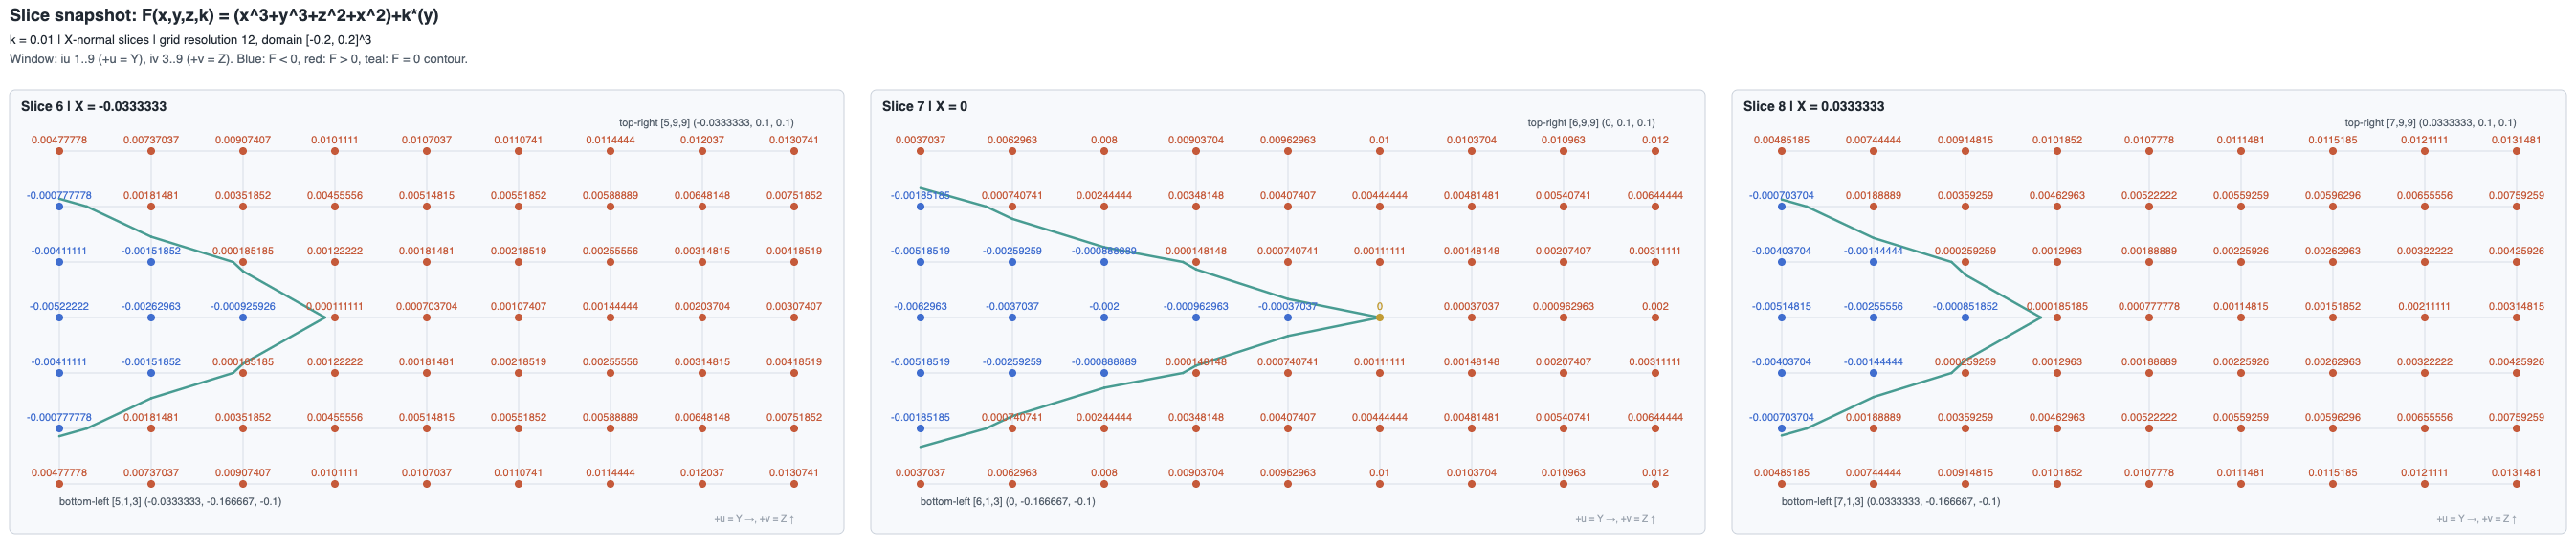 Slice snapshot: F(x,y,z,k) = (x^3+y^3+z^2+x^2)+k*(y)
k = 0.01 | X-normal slices | grid resolution 12, domain [-0.2, 0.2]^3
Window: iu 1..9 (+u = Y), iv 3..9 (+v = Z). Blue: F < 0, red: F > 0, teal: F = 0 contour.
Slice 6 | X = -0.0333333
top-right [5,9,9] (-0.0333333, 0.1, 0.1)
0.00477778 0.00737037 0.00907407 0.0101111 0.0107037 0.0110741 0.0114444 0.012037 0.0130741
-0.000777778 0.00181481 0.00351852 0.00455556 0.00514815 0.00551852 0.00588889 0.00648148 0.00751852
-0.00411111 -0.00151852 0.000185185 0.00122222 0.00181481 0.00218519 0.00255556 0.00314815 0.00418519
-0.00522222 -0.00262963 -0.000925926 0.000111111 0.000703704 0.00107407 0.00144444 0.00203704 0.00307407
-0.00411111 -0.00151852 0.000185185 0.00122222 0.00181481 0.00218519 0.00255556 0.00314815 0.00418519
-0.000777778 0.00181481 0.00351852 0.00455556 0.00514815 0.00551852 0.00588889 0.00648148 0.00751852
0.00477778 0.00737037 0.00907407 0.0101111 0.0107037 0.0110741 0.0114444 0.012037 0.0130741
bottom-left [5,1,3] (-0.0333333, -0.166667, -0.1)
+u = Y →, +v = Z ↑
Slice 7 | X = 0
top-right [6,9,9] (0, 0.1, 0.1)
0.0037037 0.0062963 0.008 0.00903704 0.00962963 0.01 0.0103704 0.010963 0.012
-0.00185185 0.000740741 0.00244444 0.00348148 0.00407407 0.00444444 0.00481481 0.00540741 0.00644444
-0.00518519 -0.00259259 -0.000888889 0.000148148 0.000740741 0.00111111 0.00148148 0.00207407 0.00311111
-0.0062963 -0.0037037 -0.002 -0.000962963 -0.00037037 0 0.00037037 0.000962963 0.002
-0.00518519 -0.00259259 -0.000888889 0.000148148 0.000740741 0.00111111 0.00148148 0.00207407 0.00311111
-0.00185185 0.000740741 0.00244444 0.00348148 0.00407407 0.00444444 0.00481481 0.00540741 0.00644444
0.0037037 0.0062963 0.008 0.00903704 0.00962963 0.01 0.0103704 0.010963 0.012
bottom-left [6,1,3] (0, -0.166667, -0.1)
+u = Y →, +v = Z ↑
Slice 8 | X = 0.0333333
top-right [7,9,9] (0.0333333, 0.1, 0.1)
0.00485185 0.00744444 0.00914815 0.0101852 0.0107778 0.0111481 0.0115185 0.0121111 0.0131481
-0.000703704 0.00188889 0.00359259 0.00462963 0.00522222 0.00559259 0.00596296 0.00655556 0.00759259
-0.00403704 -0.00144444 0.000259259 0.0012963 0.00188889 0.00225926 0.00262963 0.00322222 0.00425926
-0.00514815 -0.00255556 -0.000851852 0.000185185 0.000777778 0.00114815 0.00151852 0.00211111 0.00314815
-0.00403704 -0.00144444 0.000259259 0.0012963 0.00188889 0.00225926 0.00262963 0.00322222 0.00425926
-0.000703704 0.00188889 0.00359259 0.00462963 0.00522222 0.00559259 0.00596296 0.00655556 0.00759259
0.00485185 0.00744444 0.00914815 0.0101852 0.0107778 0.0111481 0.0115185 0.0121111 0.0131481
bottom-left [7,1,3] (0.0333333, -0.166667, -0.1)
+u = Y →, +v = Z ↑